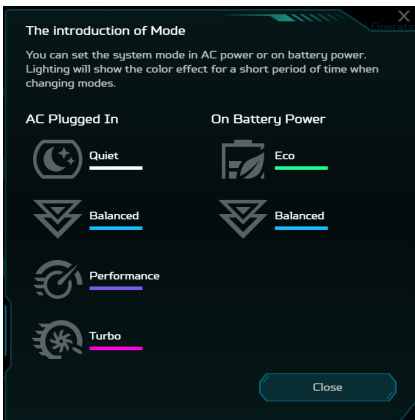 The introduction of Mode
You can set the system mode in AC power or on battery power.
Lighting will show the color effect for a short period of time when
changing modes.
AC Plugged In
On Battery Power
Quiet
Eco
Balanced
Balanced
Performance
Turbo
Close